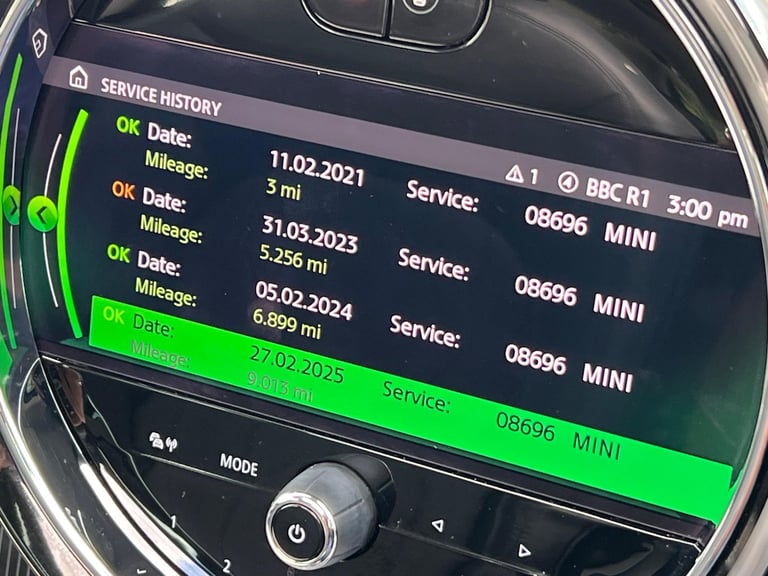 SERVICE HISTORY
1 4 BBC R1 3:00 pm
OK Date: 11.02.2021 Service: 08696 MINI
Mileage: 3 mi
OK Date: 31.03.2023 Service: 08696 MINI
Mileage: 5.256 mi
OK Date: 05.02.2024 Service: 08696 MINI
Mileage: 6.899 mi
OK Date: 27.02.2025 Service: 08696 MINI
Mileage: 9.013 mi
MODE
1
2